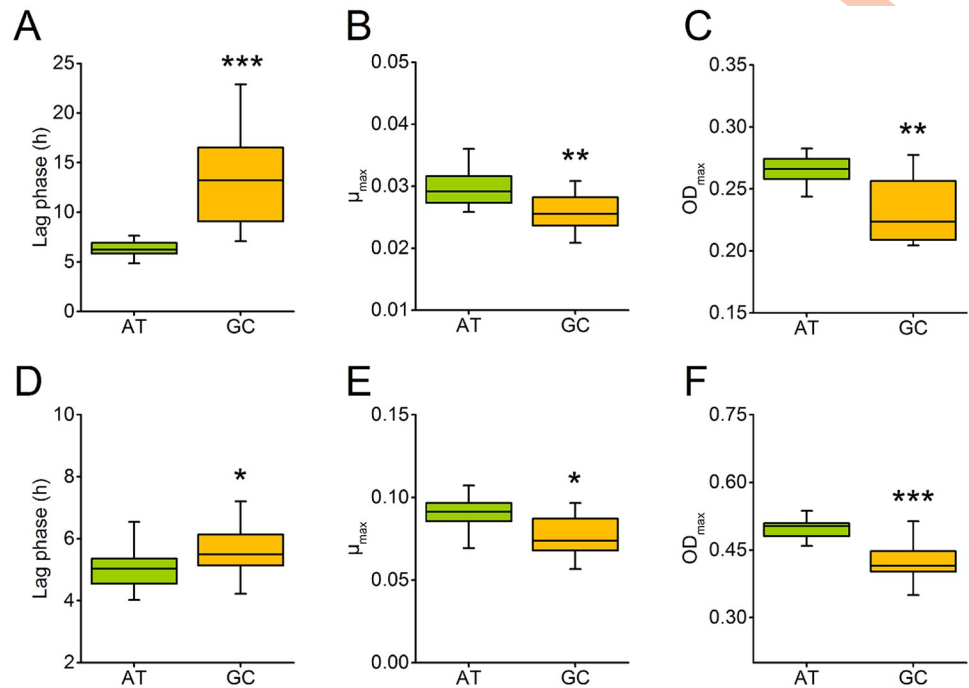 A
Lag phase (h)
25
20
15
10
5
0
***
AT
GC
B
μmax
0.05
0.04
0.03
0.02
0.01
**
AT
GC
C
ODmax
0.35
0.30
0.25
0.20
0.15
**
AT
GC
D
Lag phase (h)
10
8
6
4
2
*
AT
GC
E
μmax
0.15
0.10
0.05
0.00
*
AT
GC
F
ODmax
0.75
0.60
0.45
0.30
***
AT
GC